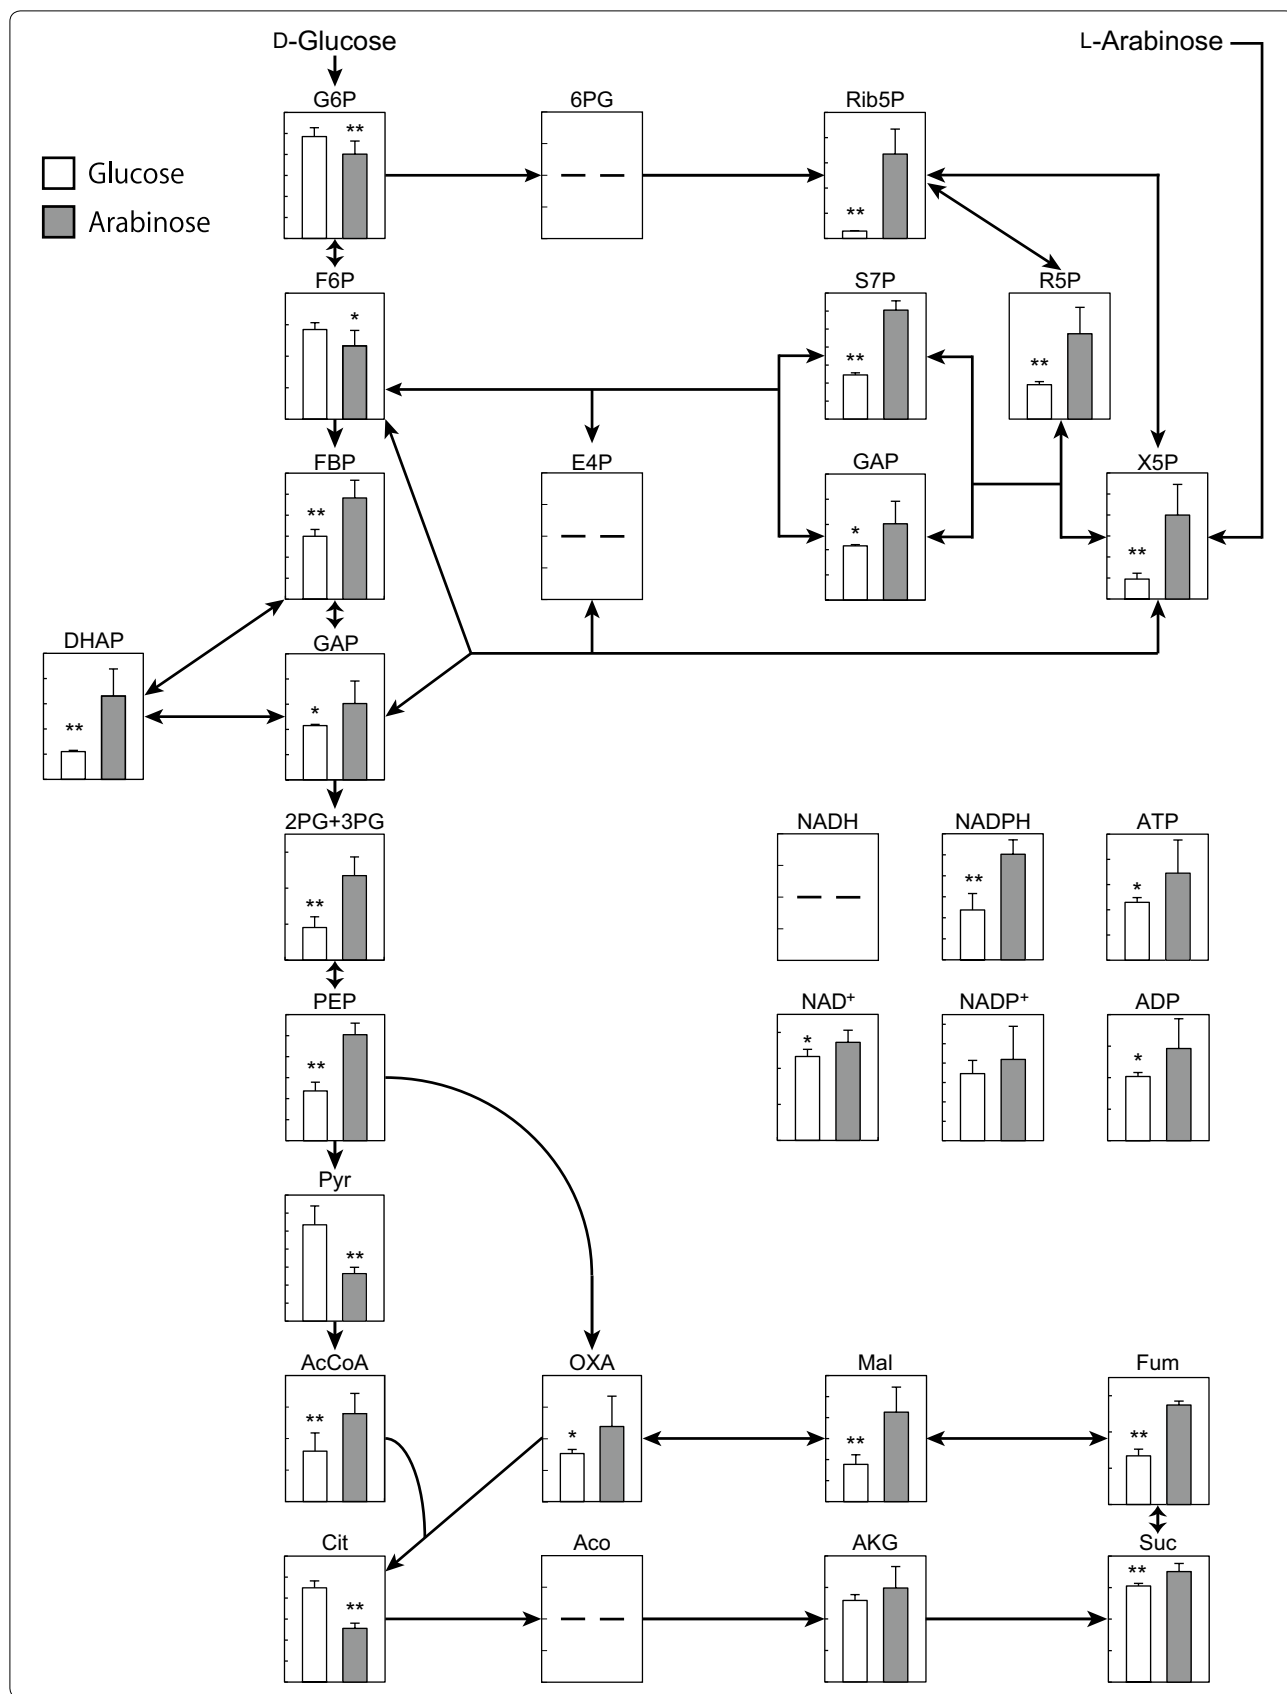 D-Glucose L-Arabinose
G6P 6PG Rib5P
**
Glucose
**
Arabinose
F6P S7P R5P
*
** **
FBP E4P GAP X5P
**
*
**
DHAP GAP
** *
2PG+3PG NADH NADPH ATP
** ** *
PEP NAD+ NADP+ ADP
** * *
Pyr
**
AcCoA OXA Mal Fum
** * ** **
Cit Aco AKG Suc
** **